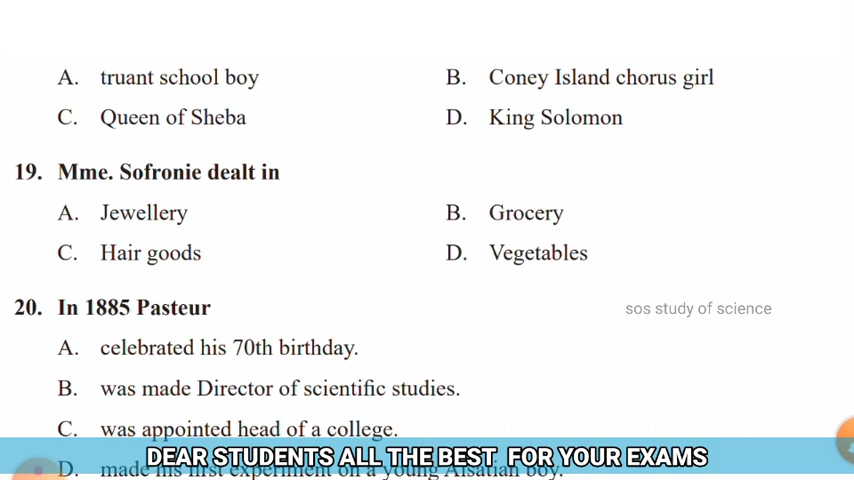 A. truant school boy B. Coney Island chorus girl
C. Queen of Sheba D. King Solomon
19. Mme. Sofronie dealt in
A. Jewellery B. Grocery
C. Hair goods D. Vegetables
20. In 1885 Pasteur
sos study of science
A. celebrated his 70th birthday.
B. was made Director of scientific studies.
C. was appointed head of a college.
DEAR STUDENTS ALL THE BEST FOR YOUR EXAMS
D. made his first experiment on a young Alsatian boy.